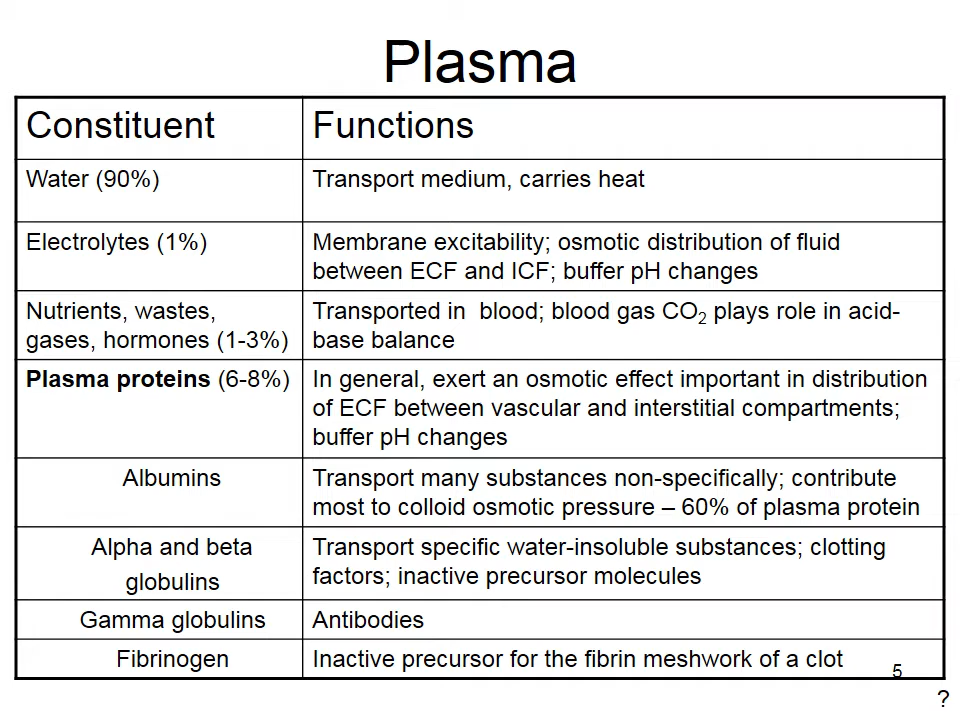 Plasma
Constituent
Functions
Water (90%)
Transport medium, carries heat
Electrolytes (1%)
Membrane excitability; osmotic distribution of fluid
between ECF and ICF; buffer pH changes
Nutrients, wastes,
gases, hormones (1-3%)
Transported in  blood; blood gas CO₂ plays role in acid-
base balance
Plasma proteins (6-8%)
In general, exert an osmotic effect important in distribution
of ECF between vascular and interstitial compartments;
buffer pH changes
Albumins
Transport many substances non-specifically; contribute
most to colloid osmotic pressure – 60% of plasma protein
Alpha and beta
globulins
Transport specific water-insoluble substances; clotting
factors; inactive precursor molecules
Gamma globulins
Antibodies
Fibrinogen
Inactive precursor for the fibrin meshwork of a clot
5
?